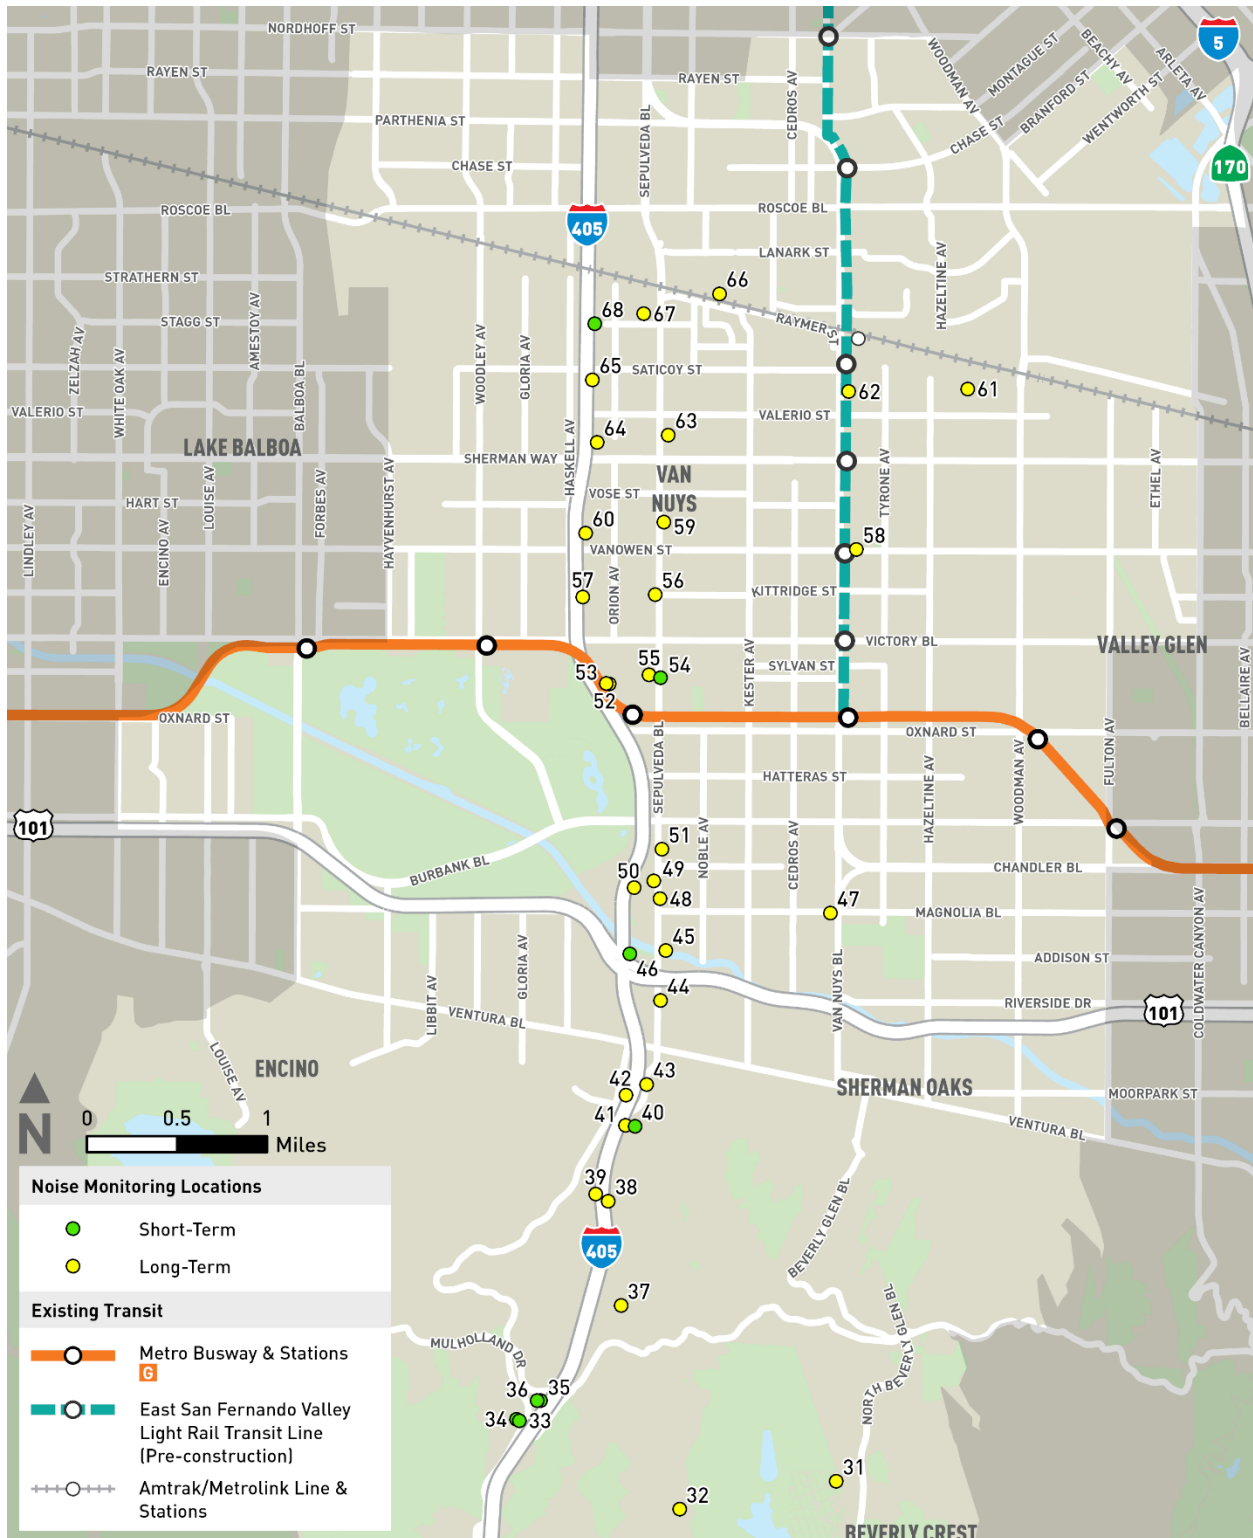 NORDHOFF ST
RAYEN ST
RAYEN ST
PARTHENIA ST
CHASE ST
SEPULVEDA BL
CEDROS AV
WOODMAN AV
MONTAGUE ST
BEACHY AV
ARLETA AV
BRANFORD ST
WENTWORTH ST
CHASE ST
5
170
ROSCOE BL
ROSCOE BL
405
LANARK ST
HAZELTINE AV
STRATHERN ST
STAGG ST
AMESTOY AV
ZELZAH AV
WHITE OAK AV
BALBOA BL
WOODLEY AV
GLORIA AV
66
67
68
RAYMER ST
65
SATICOY ST
62
61
VALERIO ST
VALERIO ST
63
64
LAKE BALBOA
SHERMAN WAY
HASKELL AV
VAN
NUYS
VOSE ST
TYRONE AV
ETHEL AV
HART ST
LOUISE AV
LINDLEY AV
ENCINO AV
FORBES AV
HAYVENHURST AV
60
59
58
VANOWEN ST
57
ORION AV
56
KITTRIDGE ST
VICTORY BL
VALLEY GLEN
SYLVAN ST
KESTER AV
BELLAIRE AV
55
54
53
52
OXNARD ST
OXNARD ST
SEPULVEDA BL
HATTERAS ST
HAZELTINE AV
WOODMAN AV
FULTON AV
101
BURBANK BL
NOBLE AV
CEDROS AV
CHANDLER BL
51
50
49
48
47
MAGNOLIA BL
45
46
ADDISON ST
COLDWATER CANYON AV
GLORIA AV
LIBBIT AV
VAN NUYS BL
44
RIVERSIDE DR
101
VENTURA BL
LOUISE AV
ENCINO
43
42
SHERMAN OAKS
MOORPARK ST
41
40
VENTURA BL
N
0 0.5 1
Miles
39
38
405
BEVERLY GLEN BL
37
NORTH BEVERLY GLEN BL
MULHOLLAND DR
36
35
34
33
31
32
BEVERLY CREST
Noise Monitoring Locations
Short-Term
Long-Term
Existing Transit
Metro Busway & Stations
G
East San Fernando Valley
Light Rail Transit Line
(Pre-construction)
Amtrak/Metrolink Line &
Stations